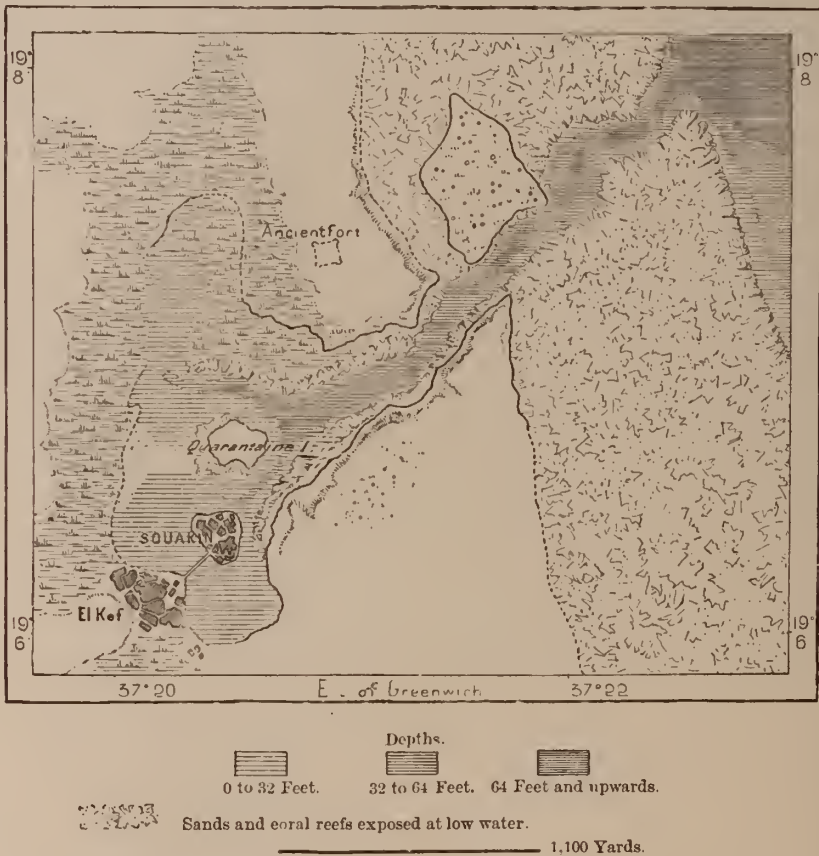 19° 8
19° 8
Ancient Fort
Quarantaine I.
SOUAKIN
El Kef
19° 6
19° 6
37°20 E. of Greenwich 37°22
Depths.
0 to 32 Feet. 32 to 64 Feet. 64 Feet and upwards.
Sands and coral reefs exposed at low water.
1,100 Yards.